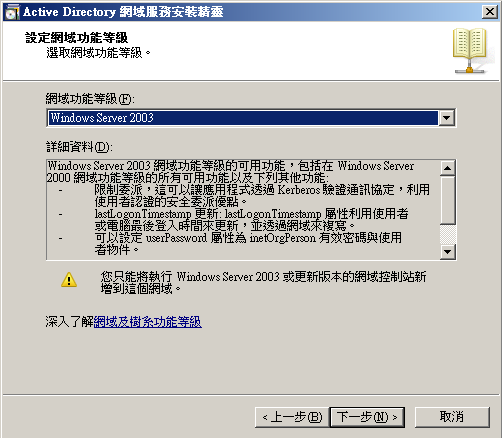 Active Directory 網域服務安裝精靈
設定網域功能等級
選取網域功能等級。
網域功能等級(F):
Windows Server 2003
詳細資料(D):
Windows Server 2003 網域功能等級的可用功能，包括在 Windows Server
2000 網域功能等級的所有可用功能以及下列其他功能:
- 限制委派，這可以讓應用程式透過 Kerberos 驗證通訊協定，利用
使用者認證的安全委派優點。
- lastLogonTimestamp 更新: lastLogonTimestamp 屬性利用使用者
或電腦最後登入時間來更新，並透過網域來複寫。
- 可以設定 userPassword 屬性為 inetOrgPerson 有效密碼與使用
者物件。
您只能將執行 Windows Server 2003 或更新版本的網域控制站新
增到這個網域。
深入了解網域及樹系功能等級
< 上一步(B) 下一步(N) > 取消